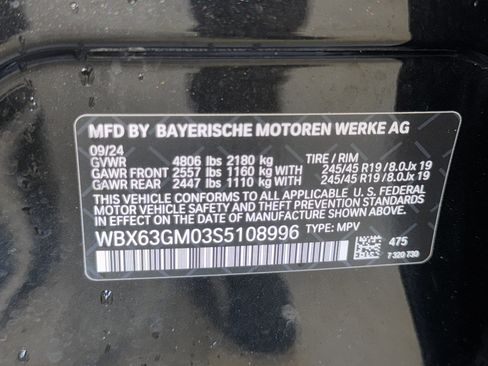 MFD BY BAYERISCHE MOTOREN WERKE AG
09/24
GVWR 4806 lbs 2180 kg TIRE / RIM
GAWR FRONT 2557 lbs 1160 kg WITH 245/45 R19 / 8.0Jx 19
GAWR REAR 2447 lbs 1110 kg WITH 245/45 R19 / 8.0Jx 19
THIS VEHICLE CONFORMS TO ALL APPLICABLE U.S. FEDERAL
MOTOR VEHICLE SAFETY, BUMPER, AND THEFT PREVENTION
STANDARDS IN EFFECT ON THE DATE OF MANUFACTURE SHOWN ABOVE.
WBX63GM03S5108996 TYPE: MPV
475
7 320 730